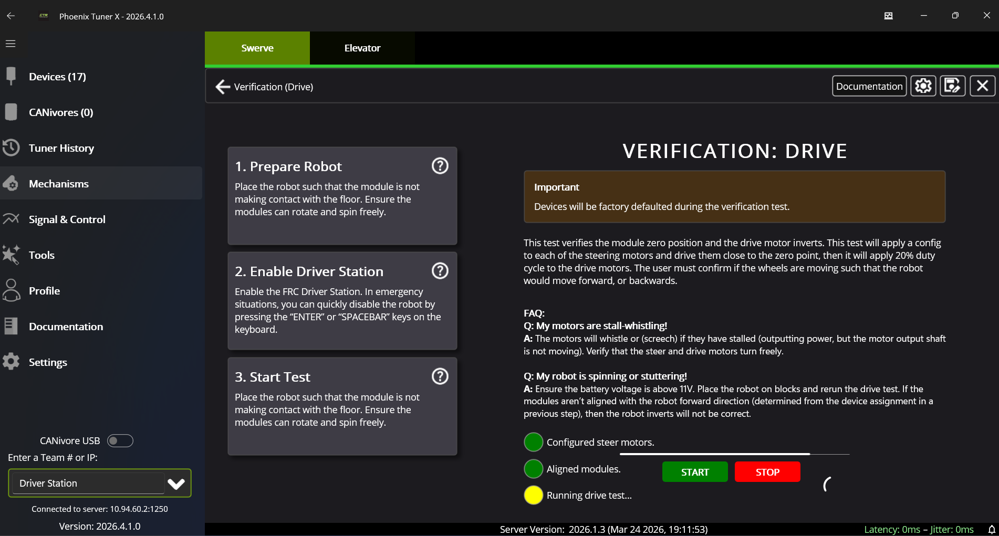 CTR
Phoenix Tuner X - 2026.4.1.0
Devices (17)
CANivores (0)
Tuner History
Mechanisms
Signal & Control
Tools
Profile
Documentation
Settings
CANivore USB
Enter a Team # or IP:
Driver Station
Connected to server: 10.94.60.2:1250
Version: 2026.4.1.0
Swerve
Elevator
Verification (Drive)
Documentation
1. Prepare Robot
Place the robot such that the module is not
making contact with the floor. Ensure the
modules can rotate and spin freely.
2. Enable Driver Station
Enable the FRC Driver Station. In emergency
situations, you can quickly disable the robot by
pressing the “ENTER” or “SPACEBAR” keys on the
keyboard.
3. Start Test
Place the robot such that the module is not
making contact with the floor. Ensure the
modules can rotate and spin freely.
VERIFICATION: DRIVE
Important
Devices will be factory defaulted during the verification test.
This test verifies the module zero position and the drive motor inverts. This test will apply a config
to each of the steering motors and drive them close to the zero point, then it will apply 20% duty
cycle to the drive motors. The user must confirm if the wheels are moving such that the robot
would move forward, or backwards.
FAQ:
Q: My motors are stall-whistling!
A: The motors will whistle or (screech) if they have stalled (outputting power, but the motor output shaft
is not moving). Verify that the steer and drive motors turn freely.
Q: My robot is spinning or stuttering!
A: Ensure the battery voltage is above 11V. Place the robot on blocks and rerun the drive test. If the
modules aren’t aligned with the robot forward direction (determined from the device assignment in a
previous step), then the robot inverts will not be correct.
Configured steer motors.
Aligned modules.
Running drive test...
START
STOP
Server Version: 2026.1.3 (Mar 24 2026, 19:11:53)
Latency: 0ms – Jitter: 0ms